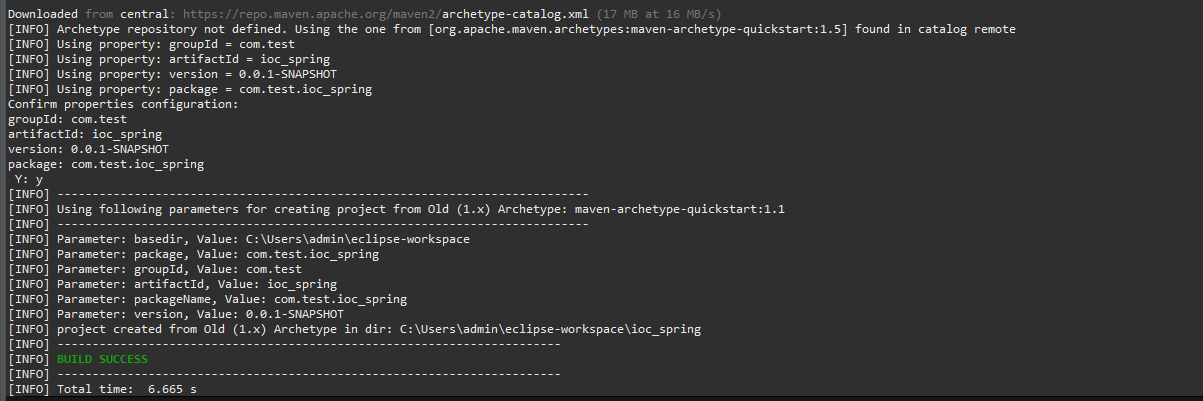 Downloaded from central: https://repo.maven.apache.org/maven2/archetype-catalog.xml (17 MB at 16 MB/s)
[INFO] Archetype repository not defined. Using the one from [org.apache.maven.archetypes:maven-archetype-quickstart:1.5] found in catalog remote
[INFO] Using property: groupId = com.test
[INFO] Using property: artifactId = ioc_spring
[INFO] Using property: version = 0.0.1-SNAPSHOT
[INFO] Using property: package = com.test.ioc_spring
Confirm properties configuration:
groupId: com.test
artifactId: ioc_spring
version: 0.0.1-SNAPSHOT
package: com.test.ioc_spring
 Y: y
[INFO] ----------------------------------------------------------------------------
[INFO] Using following parameters for creating project from Old (1.x) Archetype: maven-archetype-quickstart:1.1
[INFO] ----------------------------------------------------------------------------
[INFO] Parameter: basedir, Value: C:\Users\admin\eclipse-workspace
[INFO] Parameter: package, Value: com.test.ioc_spring
[INFO] Parameter: groupId, Value: com.test
[INFO] Parameter: artifactId, Value: ioc_spring
[INFO] Parameter: packageName, Value: com.test.ioc_spring
[INFO] Parameter: version, Value: 0.0.1-SNAPSHOT
[INFO] project created from Old (1.x) Archetype in dir: C:\Users\admin\eclipse-workspace\ioc_spring
[INFO] ------------------------------------------------------------------------
[INFO] BUILD SUCCESS
[INFO] ------------------------------------------------------------------------
[INFO] Total time:  6.665 s